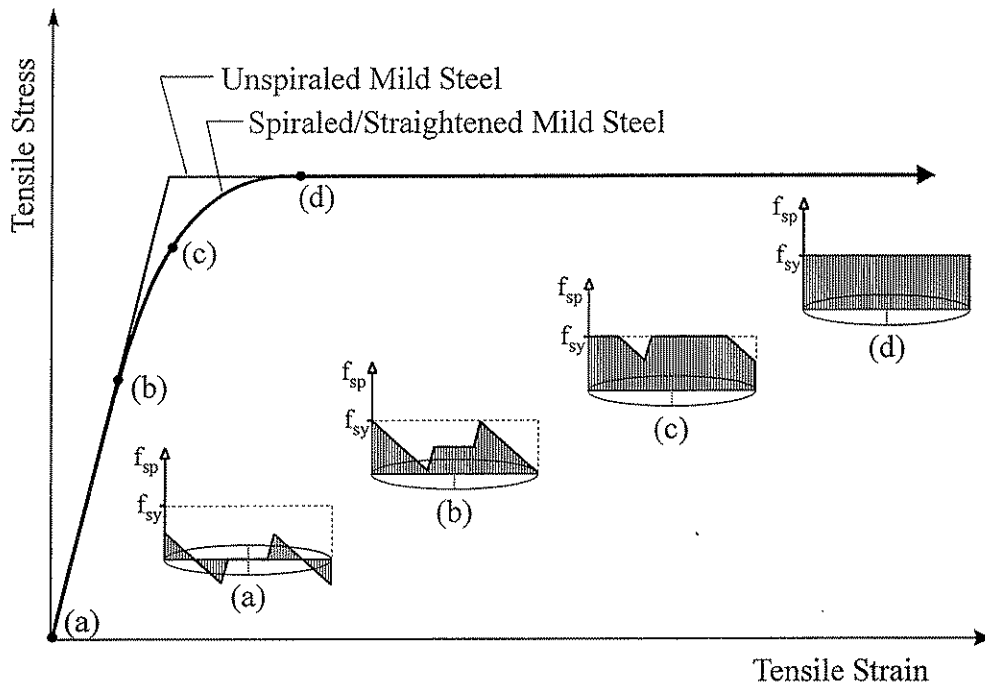 Tensile Stress
Unspiraled Mild Steel
Spiraled/Straightened Mild Steel
(d)
f_sp
f_sy
(d)
(c)
f_sp
f_sy
(c)
(b)
f_sp
f_sy
(b)
f_sp
f_sy
(a)
(a)
Tensile Strain